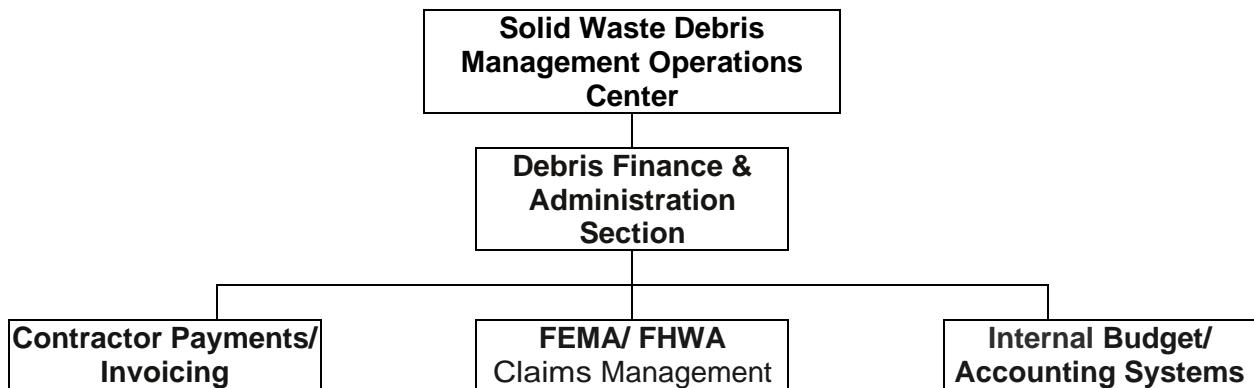 Solid Waste Debris
Management Operations
Center
Debris Finance &
Administration
Section
Contractor Payments/
Invoicing
FEMA/ FHWA
Claims Management
Internal Budget/
Accounting Systems